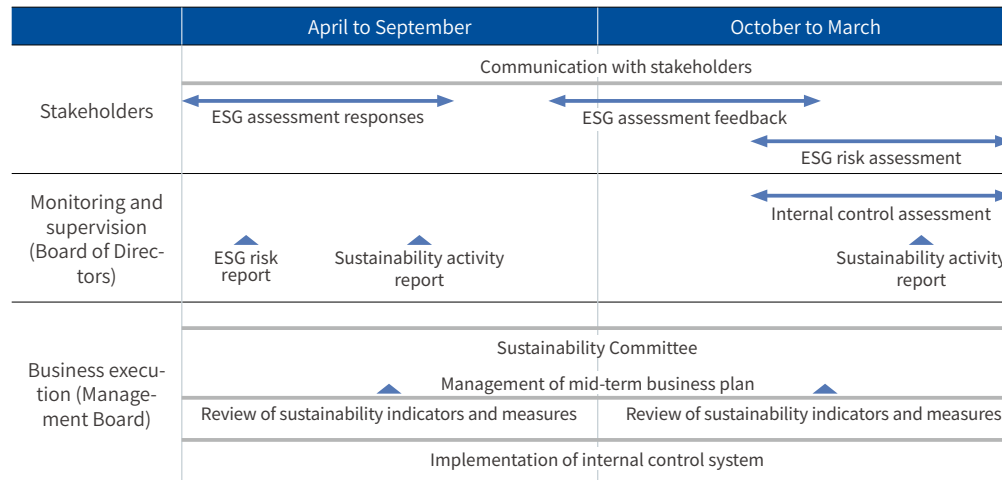 April to September
October to March
Stakeholders
Communication with stakeholders
ESG assessment responses
ESG assessment feedback
ESG risk assessment
Monitoring and
supervision
(Board of Direc-
tors)
Internal control assessment
ESG risk
report
Sustainability activity
report
Sustainability activity
report
Business execu-
tion (Manage-
ment Board)
Sustainability Committee
Management of mid-term business plan
Review of sustainability indicators and measures
Review of sustainability indicators and measures
Implementation of internal control system